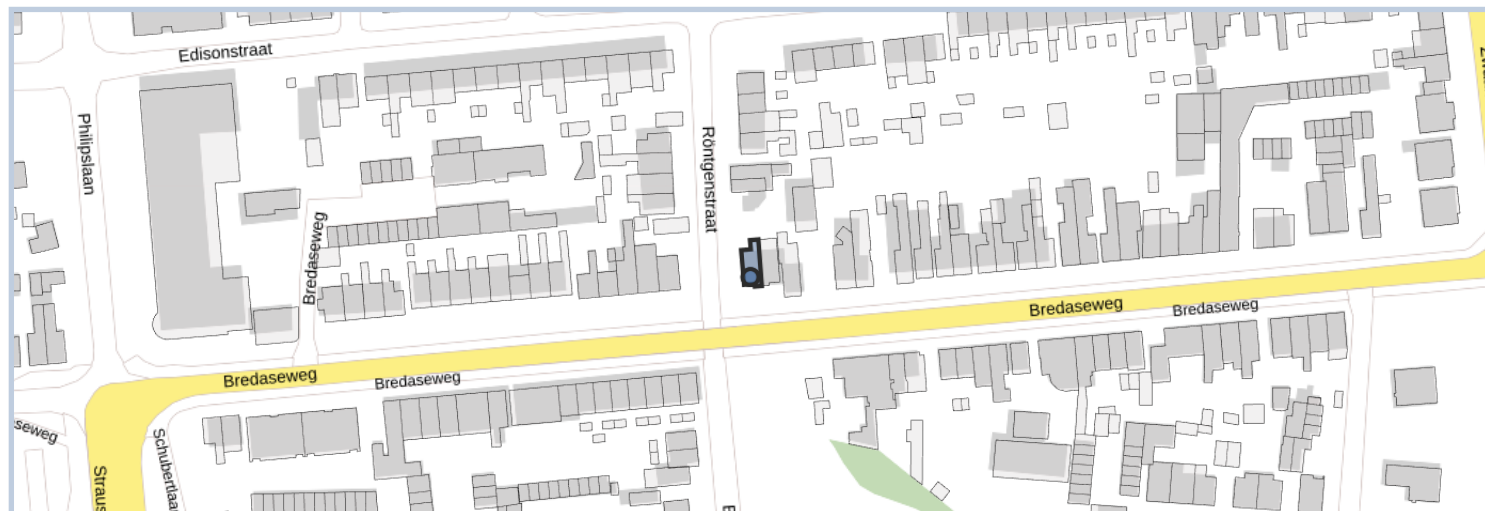 Edisonstraat
Philipslaan
Röntgenstraat
Bredaseweg
Bredaseweg
Bredaseweg
Bredaseweg
Bredaseweg
seweg
Schubertlaa
Straus